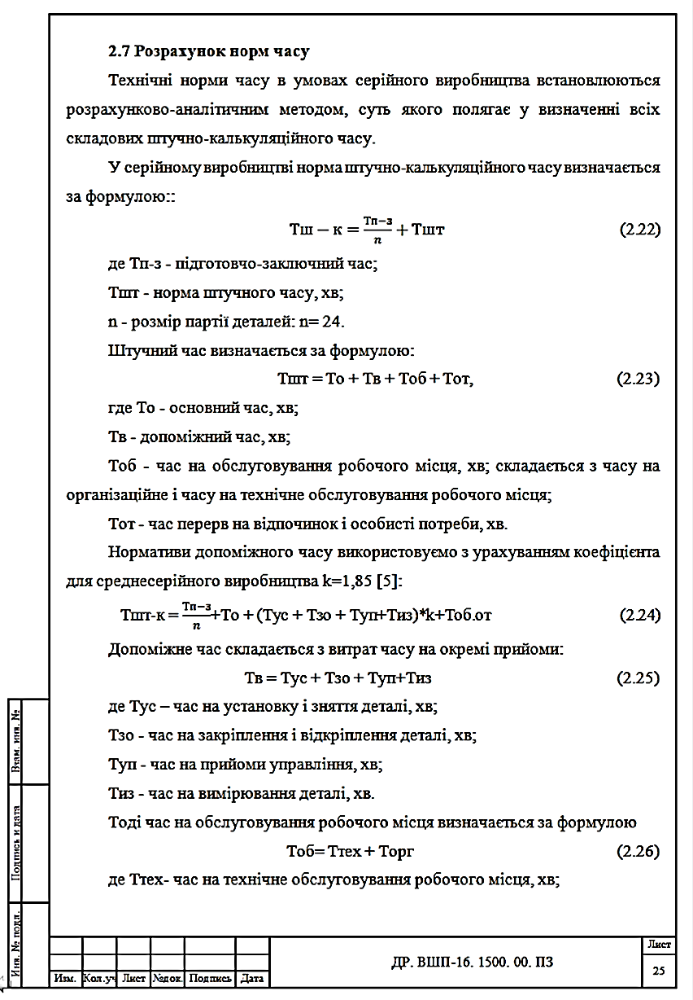 2.7 Розрахунок норм часу
Технічні норми часу в умовах серійного виробництва встановлюються
розрахунково-аналітичним методом, суть якого полягає у визначенні всіх
складових штучно-калькуляційного часу.
У серійному виробництві норма штучно-калькуляційного часу визначається
за формулою::
Тш − к = Тп−з/n + Тшт (2.22)
де Тп-з - підготовчо-заключний час;
Тшт - норма штучного часу, хв;
n - розмір партії деталей: n= 24.
Штучний час визначається за формулою:
Тшт = То + Тв + Тоб + Тот, (2.23)
где То - основний час, хв;
Тв - допоміжний час, хв;
Тоб - час на обслуговування робочого місця, хв; складається з часу на
організаційне і часу на технічне обслуговування робочого місця;
Тот - час перерв на відпочинок і особисті потреби, хв.
Нормативи допоміжного часу використовуємо з урахуванням коефіцієнта
для среднесерійного виробництва k=1,85 [5]:
Тшт-к = Тп−з/n+То + (Тус + Тзо + Туп+Тиз)*k+Тоб.от (2.24)
Допоміжне час складається з витрат часу на окремі прийоми:
Тв = Тус + Тзо + Туп+Тиз (2.25)
де Тус – час на установку і зняття деталі, хв;
Тзо - час на закріплення і відкріплення деталі, хв;
Туп - час на прийоми управління, хв;
Тиз - час на вимірювання деталі, хв.
Тоді час на обслуговування робочого місця визначається за формулою
Тоб= Ттех + Торг (2.26)
де Ттех- час на технічне обслуговування робочого місця, хв;
Взам. инв. №
Подпись и дата
Инв. № подл.
Изм. Кол.уч Лист №док. Подпись Дата
ДР. ВШП-16. 1500. 00. ПЗ
Лист
25